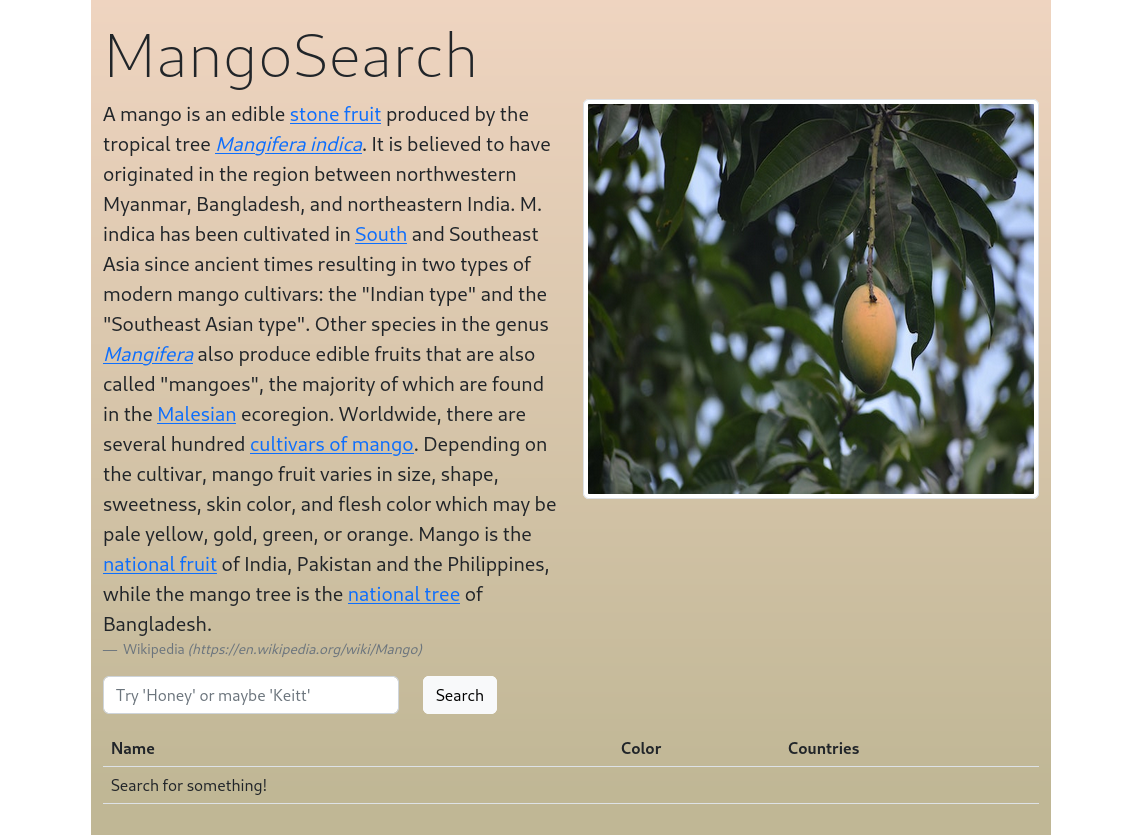 MangoSearch
A mango is an edible stone fruit produced by the
tropical tree Mangifera indica. It is believed to have
originated in the region between northwestern
Myanmar, Bangladesh, and northeastern India. M.
indica has been cultivated in South and Southeast
Asia since ancient times resulting in two types of
modern mango cultivars: the "Indian type" and the
"Southeast Asian type". Other species in the genus
Mangifera also produce edible fruits that are also
called "mangoes", the majority of which are found
in the Malesian ecoregion. Worldwide, there are
several hundred cultivars of mango. Depending on
the cultivar, mango fruit varies in size, shape,
sweetness, skin color, and flesh color which may be
pale yellow, gold, green, or orange. Mango is the
national fruit of India, Pakistan and the Philippines,
while the mango tree is the national tree of
Bangladesh.
— Wikipedia (https://en.wikipedia.org/wiki/Mango)
Try 'Honey' or maybe 'Keitt' Search
Name Color Countries
Search for something!